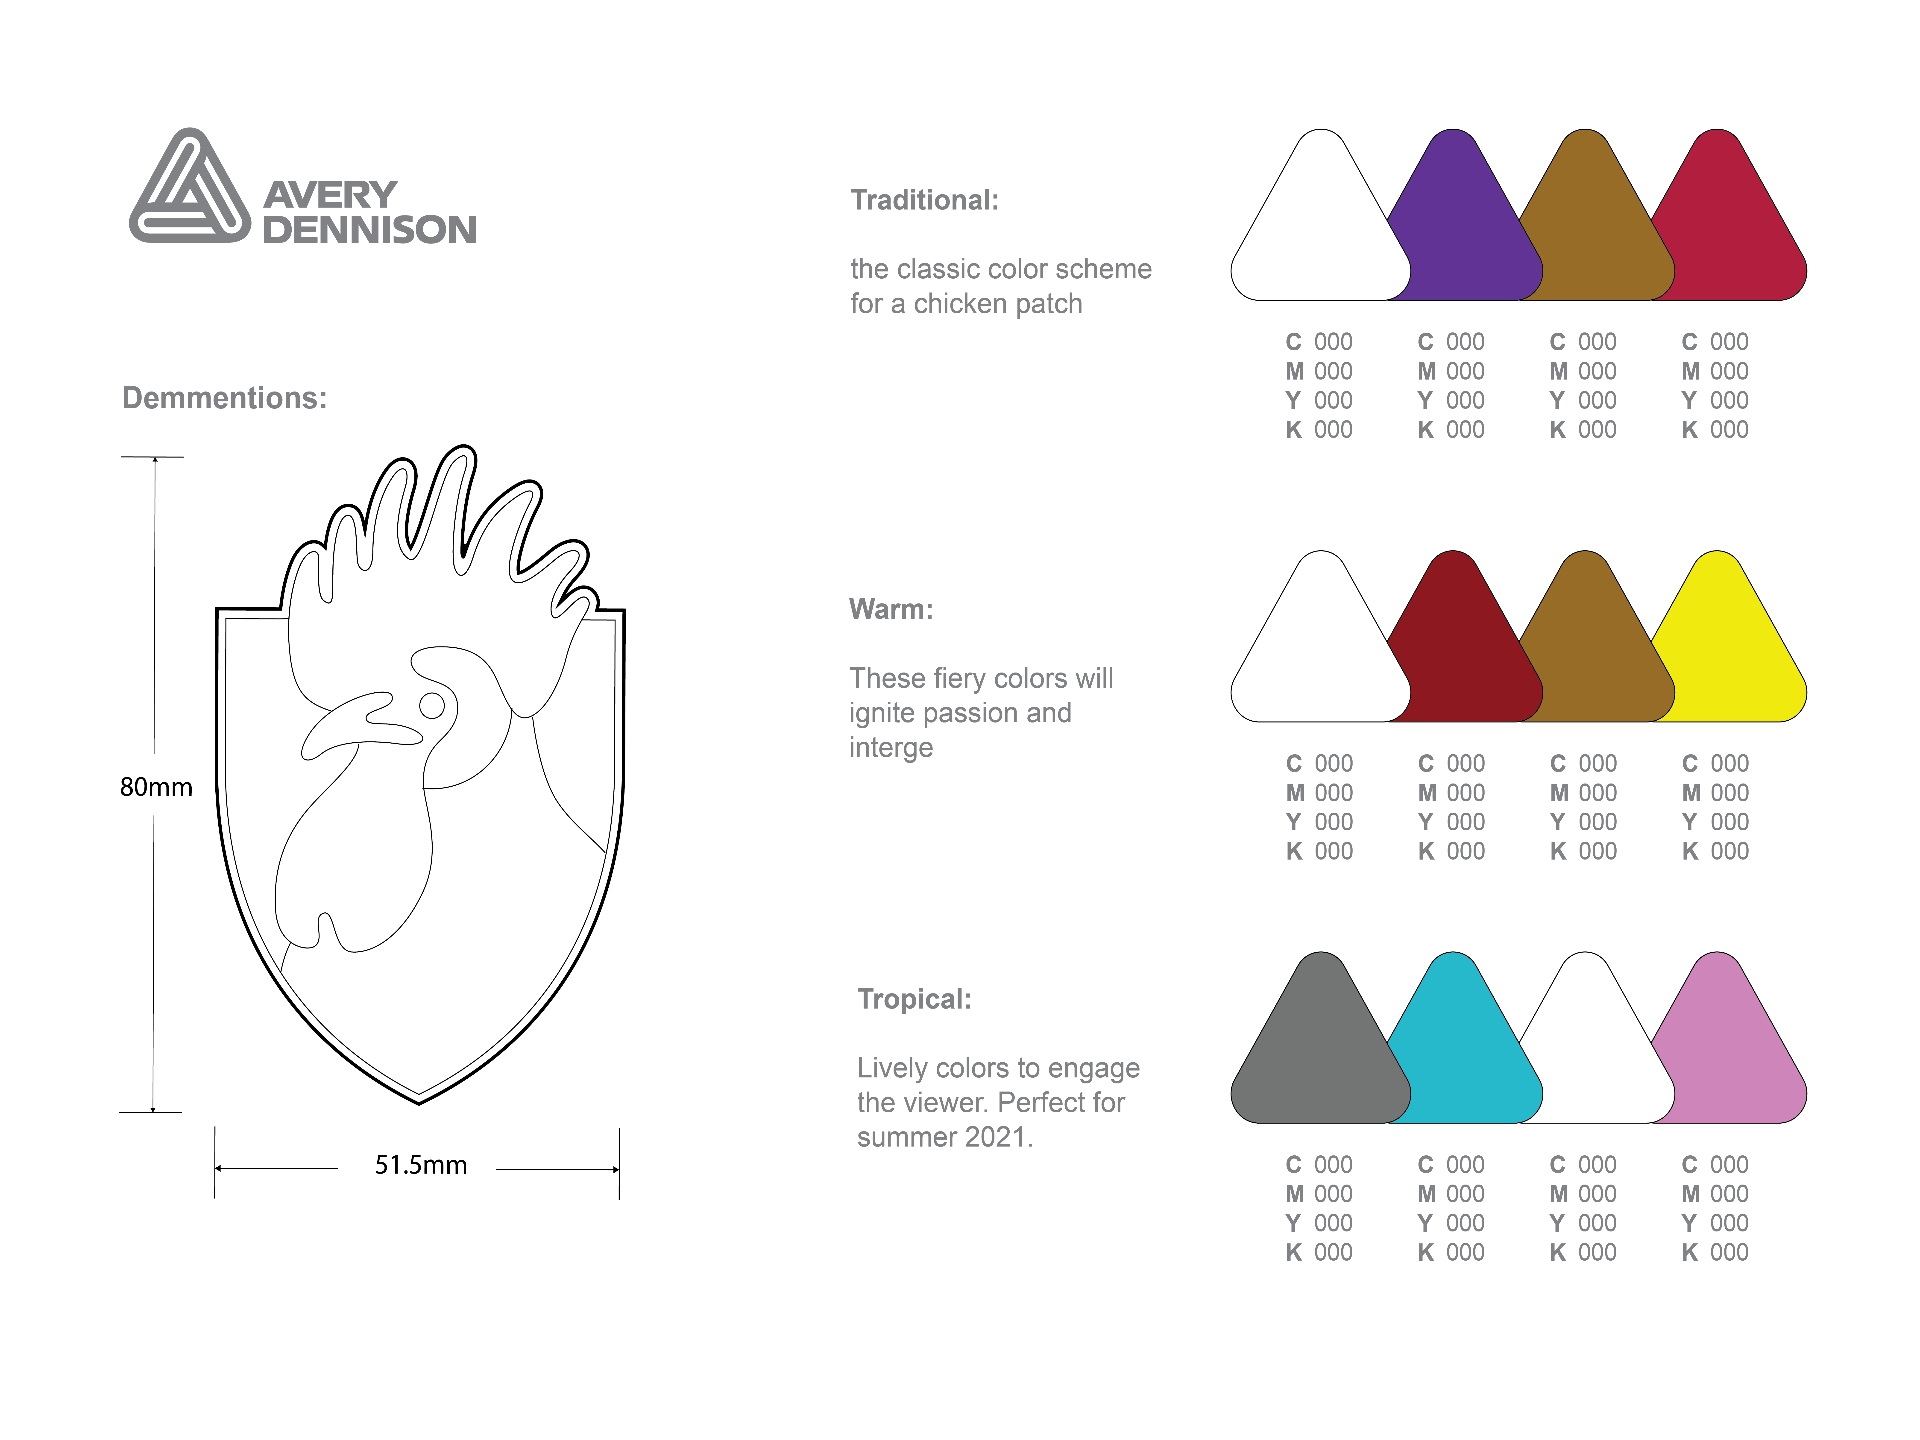 AVERY
DENNISON
Demmentions:
80mm
51.5mm
Traditional:
the classic color scheme
for a chicken patch
C 000 C 000 C 000 C 000
M 000 M 000 M 000 M 000
Y 000 Y 000 Y 000 Y 000
K 000 K 000 K 000 K 000
Warm:
These fiery colors will
ignite passion and
interge
C 000 C 000 C 000 C 000
M 000 M 000 M 000 M 000
Y 000 Y 000 Y 000 Y 000
K 000 K 000 K 000 K 000
Tropical:
Lively colors to engage
the viewer. Perfect for
summer 2021.
C 000 C 000 C 000 C 000
M 000 M 000 M 000 M 000
Y 000 Y 000 Y 000 Y 000
K 000 K 000 K 000 K 000